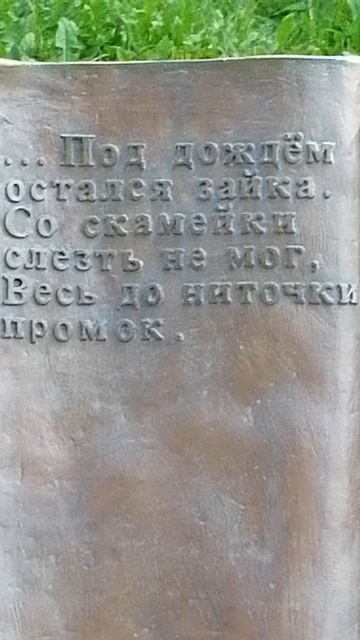 ...Под дождём
остался зайка.
Со скамейки
слезть не мог,
Весь до ниточки
промок.